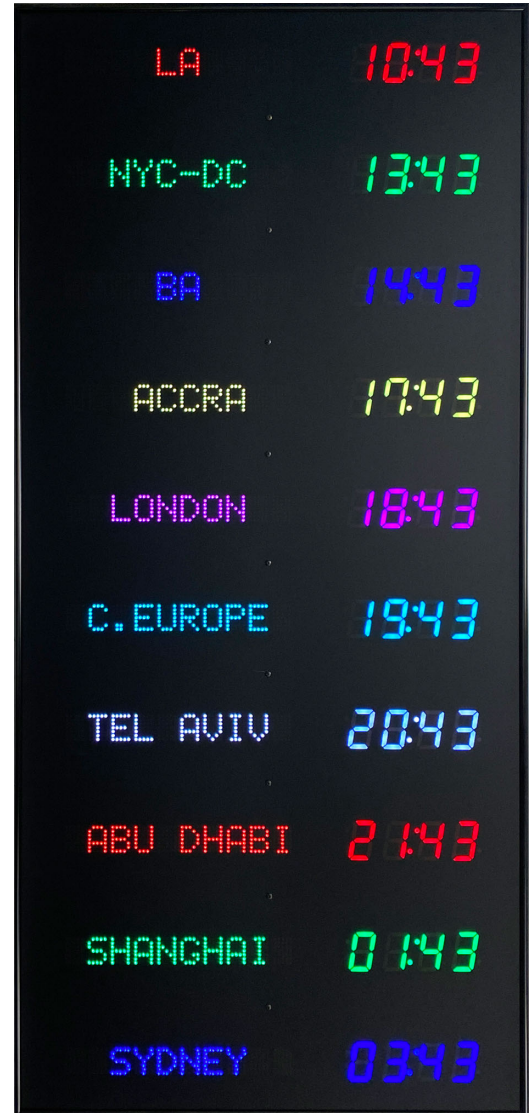 LA 10:43
NYC-DC 13:43
BA 14:43
ACCRA 17:43
LONDON 18:43
C.EUROPE 19:43
TEL AVIV 20:43
ABU DHABI 21:43
SHANGHAI 01:43
SYDNEY 03:43